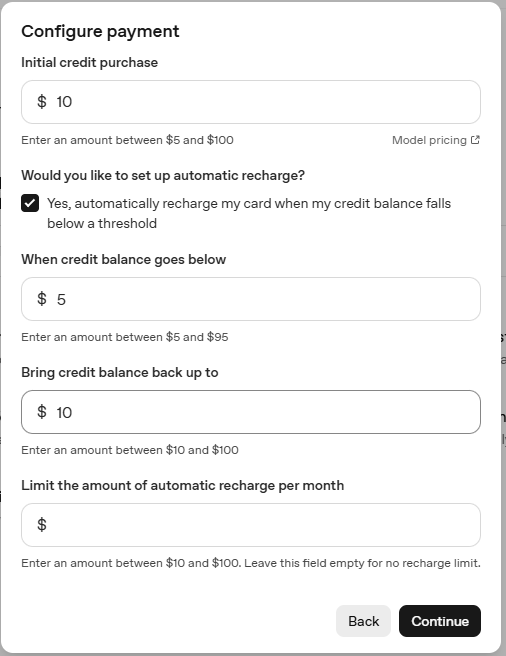 Configure payment
Initial credit purchase
$ 10
Enter an amount between $5 and $100
Model pricing
Would you like to set up automatic recharge?
Yes, automatically recharge my card when my credit balance falls
below a threshold
When credit balance goes below
$ 5
Enter an amount between $5 and $95
Bring credit balance back up to
$ 10
Enter an amount between $10 and $100
Limit the amount of automatic recharge per month
$
Enter an amount between $10 and $100. Leave this field empty for no recharge limit.
Back
Continue